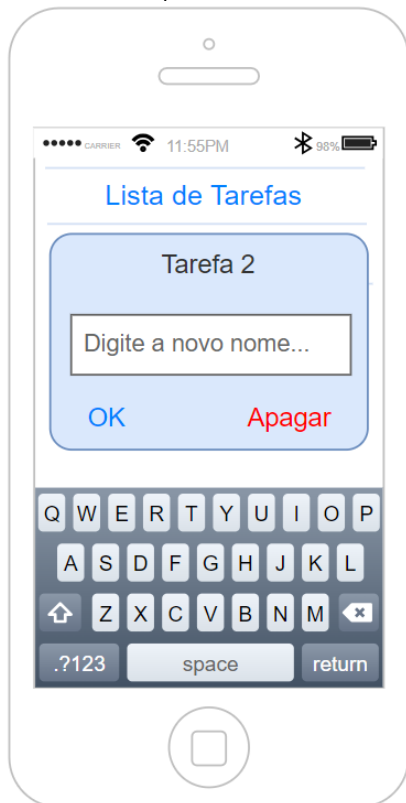 CARRIER 11:55PM 98%
Lista de Tarefas
Tarefa 2
Digite a novo nome...
OK Apagar
Q W E R T Y U I O P
A S D F G H J K L
Z X C V B N M
.?123 space return